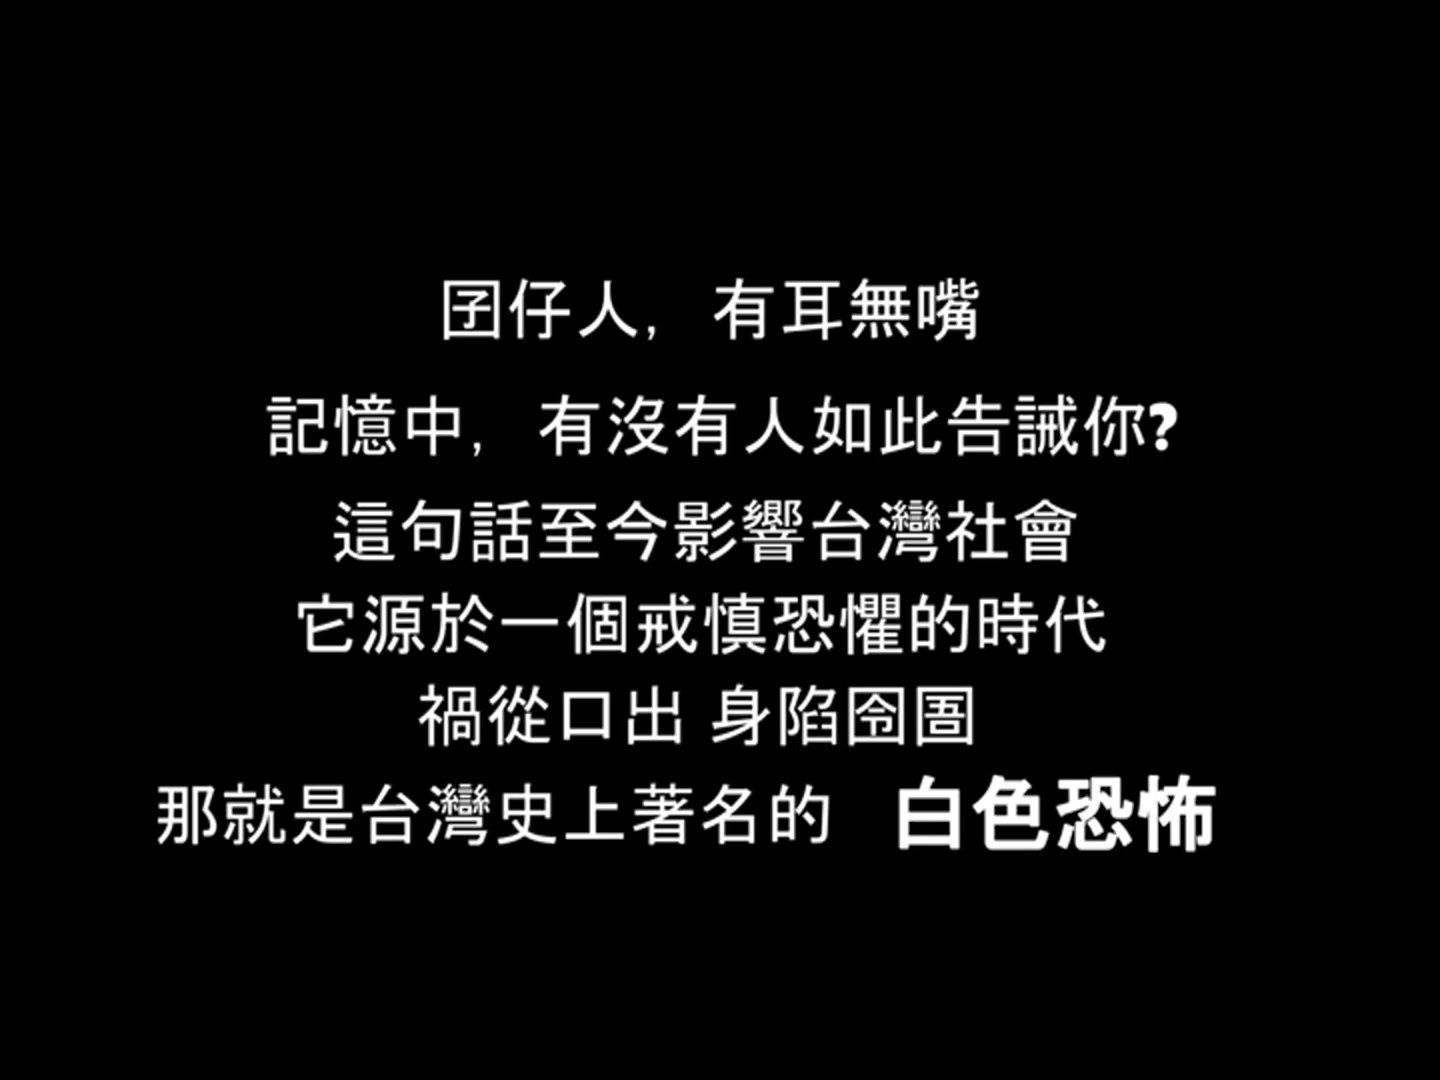 囝仔人，有耳無嘴
記憶中，有沒有人如此告誡你?
這句話至今影響台灣社會
它源於一個戒慎恐懼的時代
禍從口出 身陷囹圄
那就是台灣史上著名的 白色恐怖